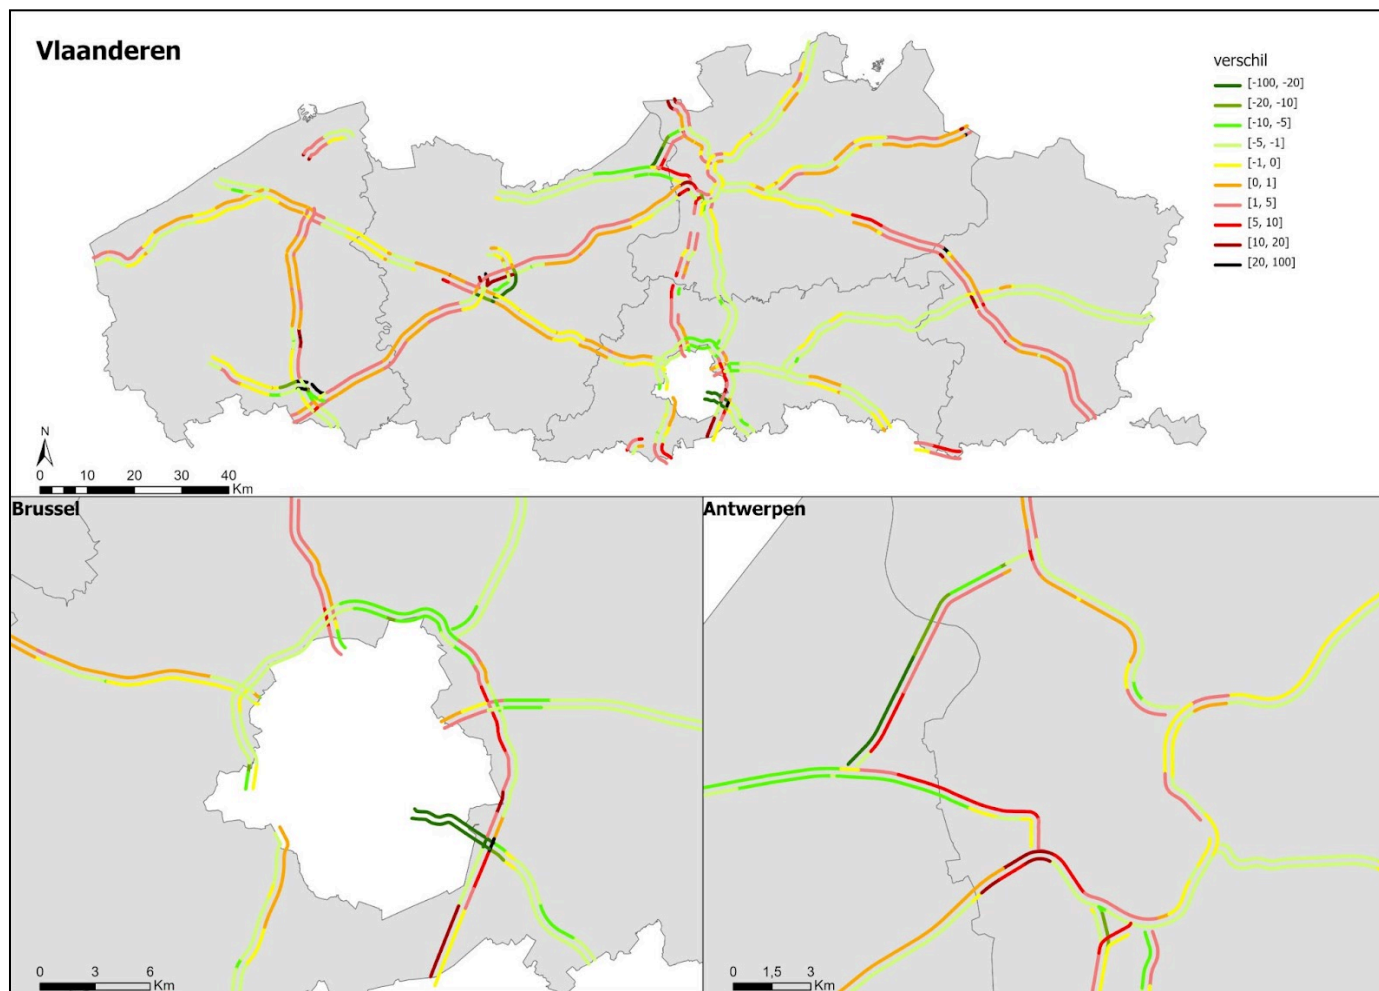 Vlaanderen
verschil
[-100, -20]
[-20, -10]
[-10, -5]
[-5, -1]
[-1, 0]
[0, 1]
[1, 5]
[5, 10]
[10, 20]
[20, 100]
N
0 10 20 30 40
Km
Brussel
Antwerpen
0 3 6
Km
0 1,5 3
Km